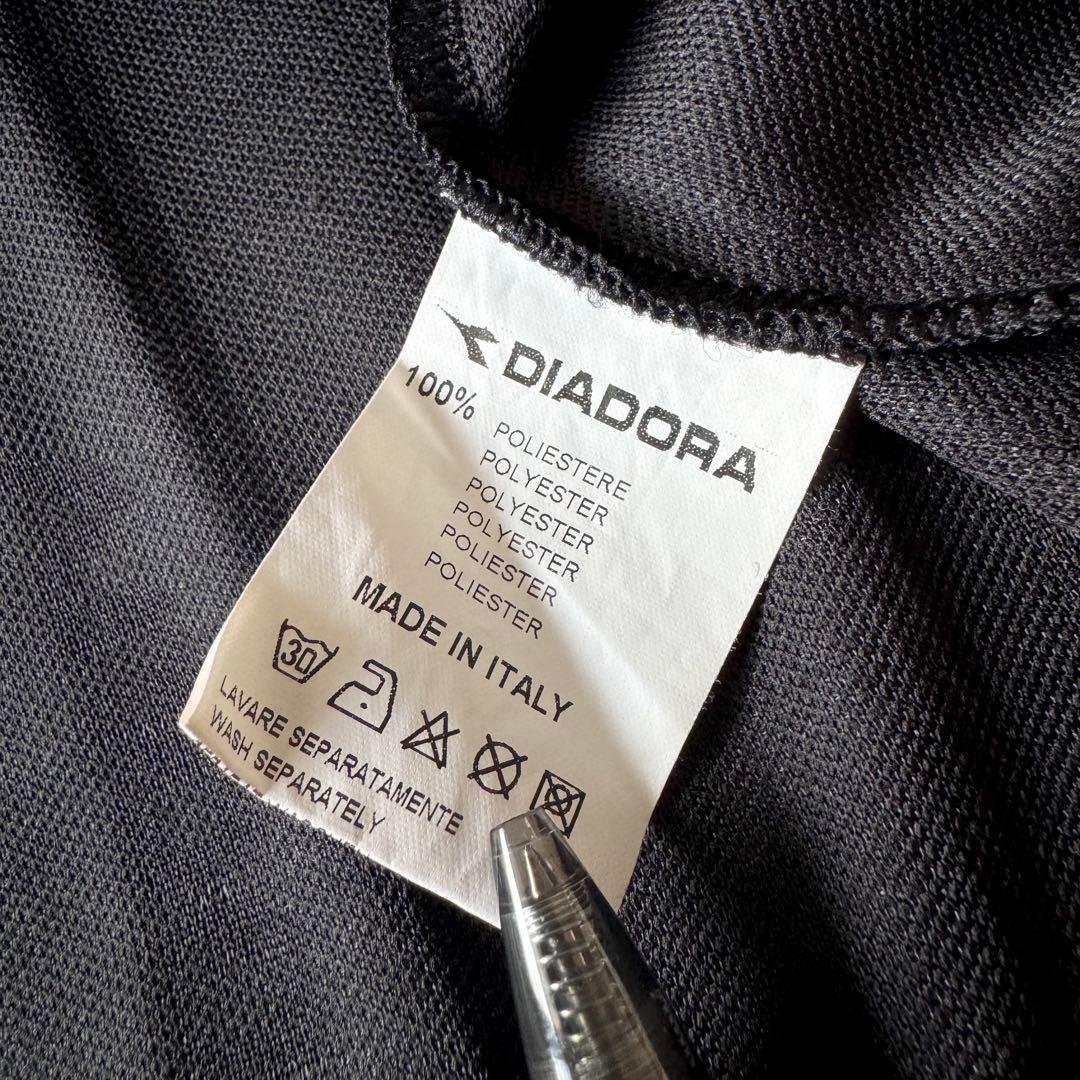 DIADORA
100% POLIESTERE
POLYESTER
POLYESTER
POLYESTER
POLIESTER
POLIESTER
MADE IN ITALY
30
LAVARE SEPARATAMENTE
WASH SEPARATELY